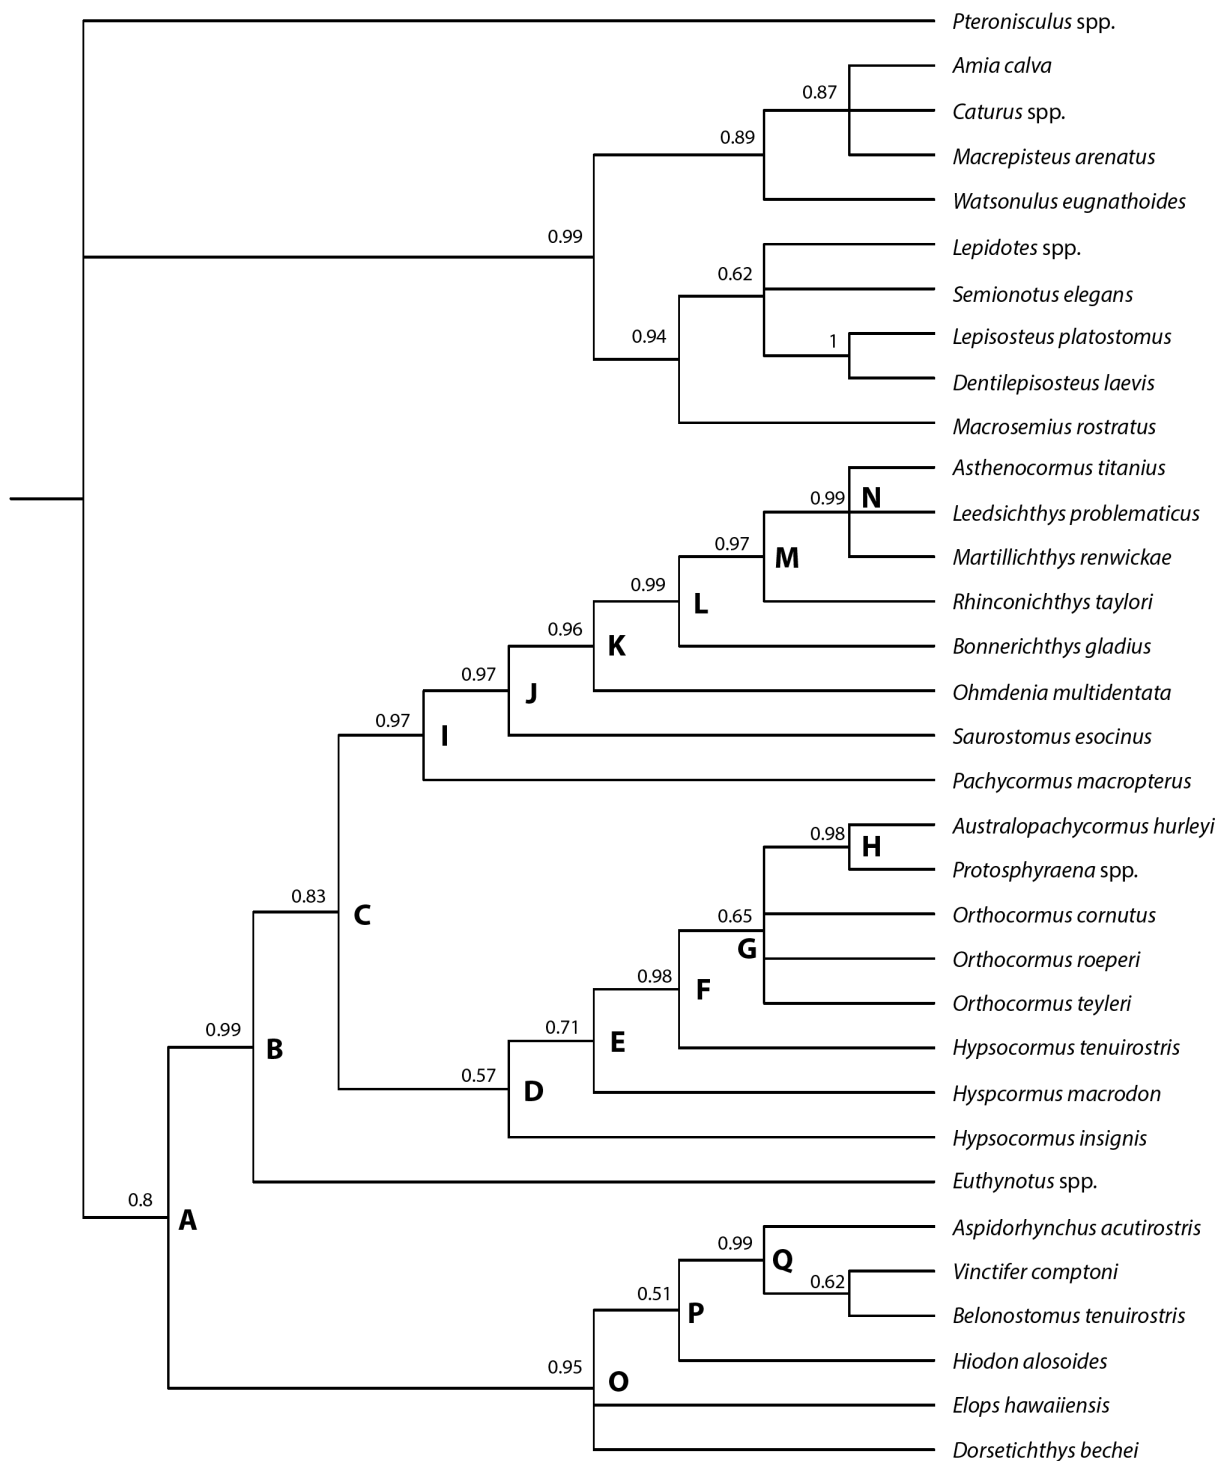 Pteronisculus spp.
Amia calva
0.87
Caturus spp.
0.89
Macrepisteus arenatus
Watsonulus eugnathoides
0.99
Lepidotes spp.
0.62
Semionotus elegans
0.94
1
Lepisosteus platostomus
Dentilepisosteus laevis
Macrosemius rostratus
Asthenocormus titanius
0.99
N
Leedsichthys problematicus
0.97
M
Martillichthys renwickae
0.99
L
Rhinconichthys taylori
0.96
K
Bonnerichthys gladius
0.97
J
Ohmdenia multidentata
0.97
I
Saurostomus esocinus
Pachycormus macropterus
Australopachycormus hurleyi
0.98
H
Protosphyraena spp.
0.83
C
0.65
G
Orthocormus cornutus
Orthocormus roeperi
0.98
F
Orthocormus teyleri
0.99
B
0.71
E
Hypsocormus tenuirostris
0.57
D
Hyspcormus macrodon
Hypsocormus insignis
Euthynotus spp.
0.8
A
Aspidorhynchus acutirostris
0.99
Q
0.62
Vinctifer comptoni
0.51
P
Belonostomus tenuirostris
Hiodon alosoides
0.95
O
Elops hawaiiensis
Dorsetichthys bechei